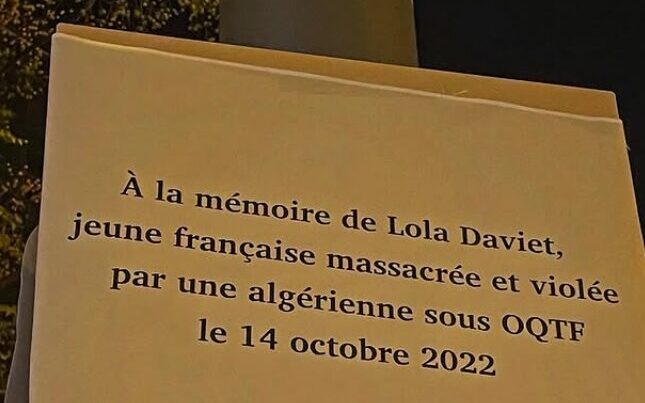 À la mémoire de Lola Daviet,
jeune française massacrée et violée
par une algérienne sous OQTF
le 14 octobre 2022